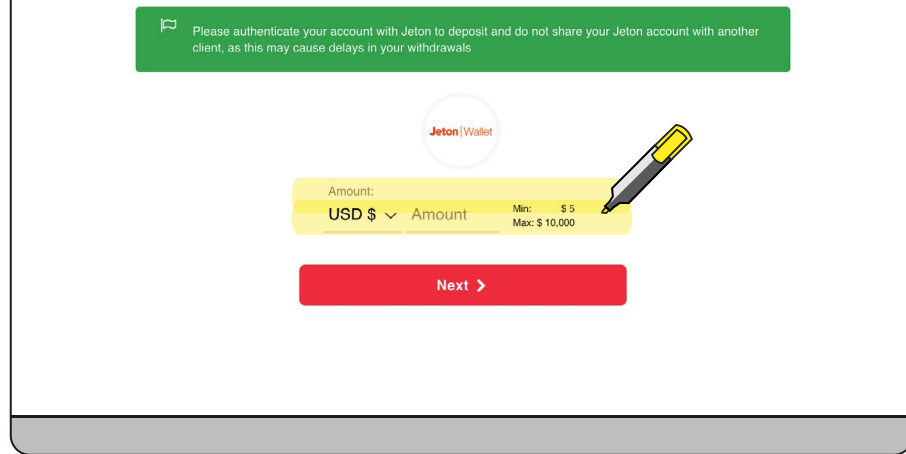 Please authenticate your account with Jeton to deposit and do not share your Jeton account with another
client, as this may cause delays in your withdrawals
Jeton|Wallet
Amount:
USD $ Amount Min: $ 5
Max: $ 10,000
Next